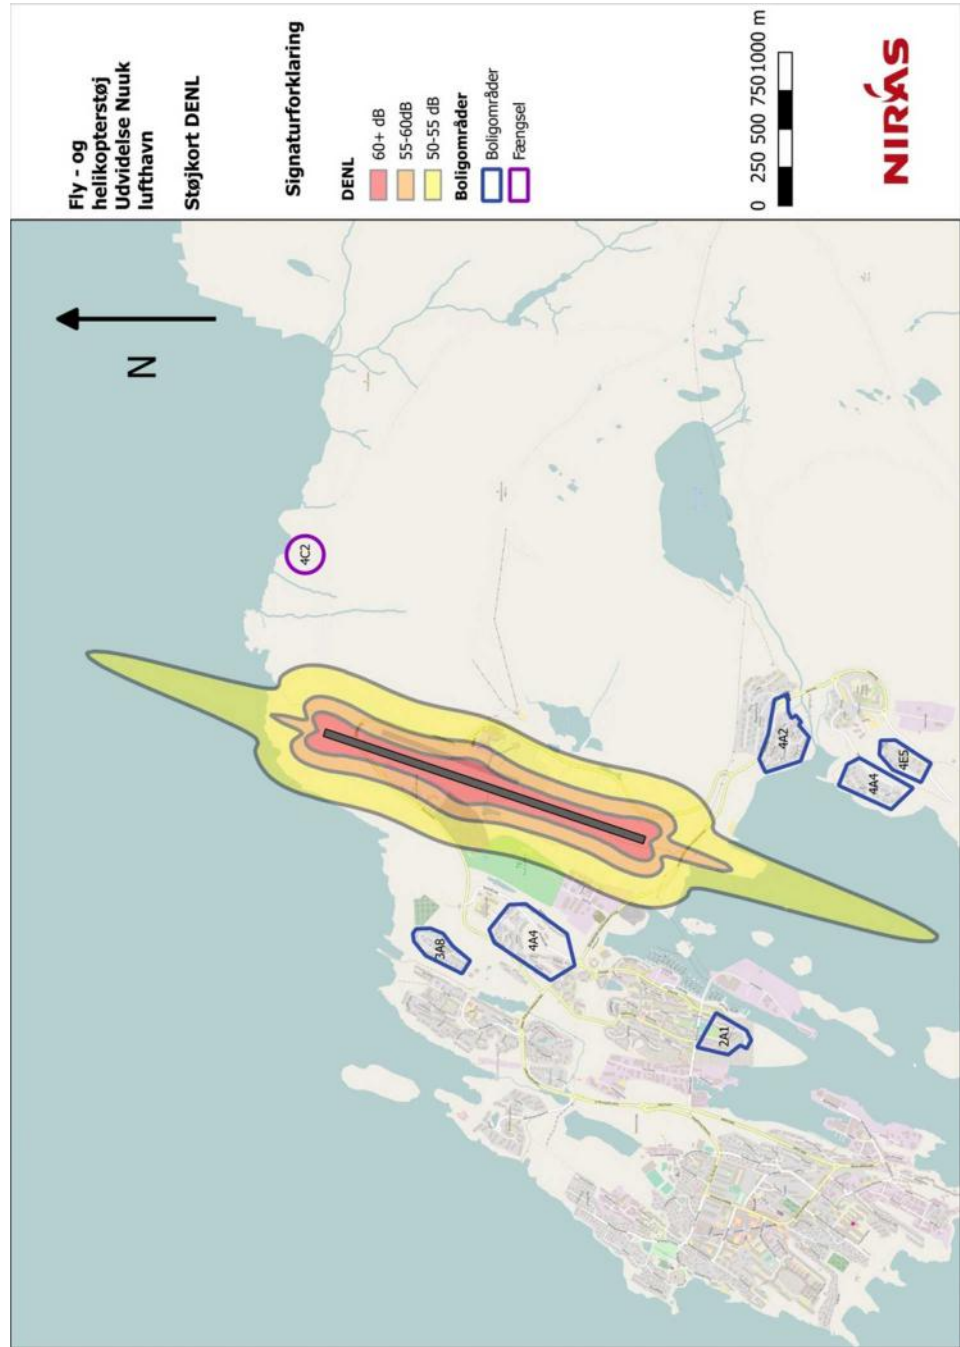 Fly - og
helikopterstøj
Udvidelse Nuuk
lufthavn
Støjkort DENL
Signaturforklaring
DENL
60+ dB
55-60dB
50-55 dB
Boligområder
Boligområder
Fængsel
0 250 500 750 1000 m
NIRÁS
N
4C2
3A8
4A4
2A1
4A2
4A4
4E5